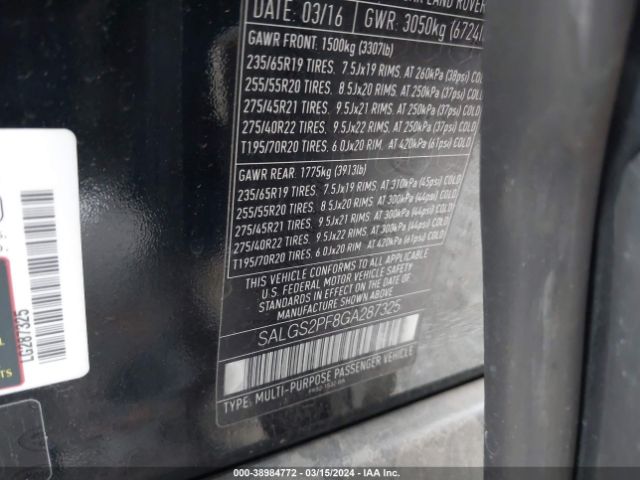 LAND ROVER
DATE: 03/16 GWR: 3050kg (6724l
GAWR FRONT: 1500kg (3307lb)
235/65R19 TIRES. 7.5Jx19 RIMS. AT 260kPa (38psi) COLD
255/55R20 TIRES. 8.5Jx20 RIMS. AT 250kPa (37psi) COLD
275/45R21 TIRES. 9.5Jx21 RIMS. AT 250kPa (37psi) COLD
275/40R22 TIRES. 9.5Jx22 RIMS. AT 250kPa (37psi) COLD
T195/70R20 TIRES. 6.0Jx20 RIM. AT 420kPa (61psi) COLD
GAWR REAR: 1775kg (3913lb)
235/65R19 TIRES. 7.5Jx19 RIMS. AT 310kPa (45psi) COLD
255/55R20 TIRES. 8.5Jx20 RIMS. AT 300kPa (44psi) COLD
275/45R21 TIRES. 9.5Jx21 RIMS. AT 300kPa (44psi) COLD
275/40R22 TIRES. 9.5Jx22 RIMS. AT 300kPa (44psi) COLD
T195/70R20 TIRES. 6.0Jx20 RIM. AT 420kPa (61psi) COLD
THIS VEHICLE CONFORMS TO ALL APPLICABLE
U.S. FEDERAL MOTOR VEHICLE SAFETY
STANDARDS IN EFFECT ON THE DATE OF
MANUFACTURE SHOWN ABOVE.
SALGS2PF8GA287325
TYPE: MULTI-PURPOSE PASSENGER VEHICLE
LG287325
000-38984772 — 03/15/2024 — IAA Inc.